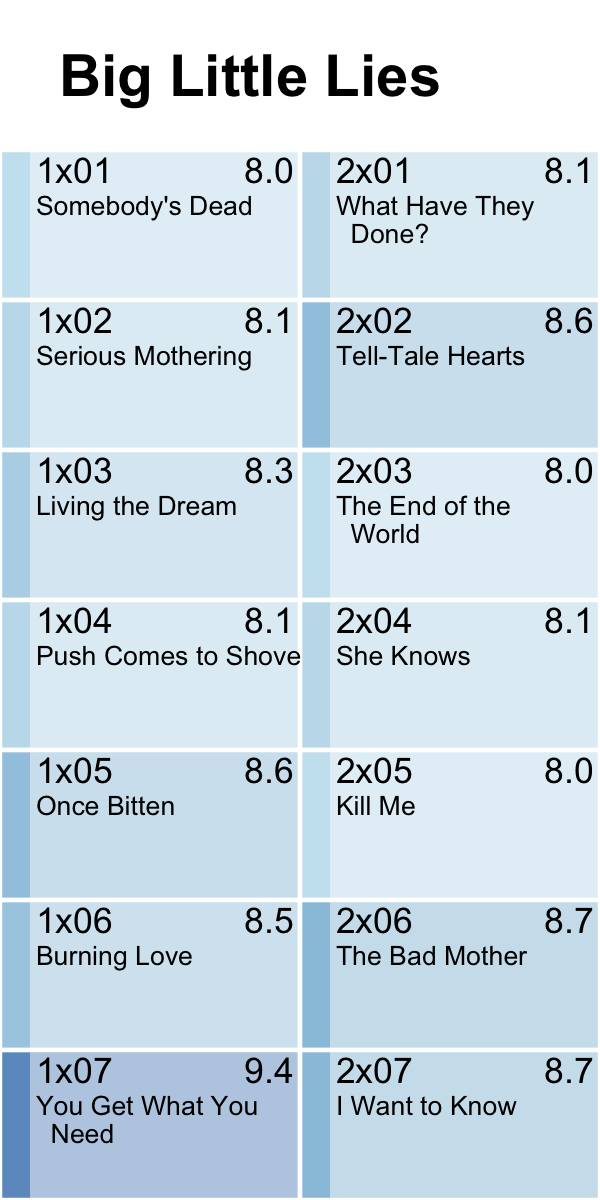 Big Little Lies
1x01 8.0
Somebody's Dead
1x02 8.1
Serious Mothering
1x03 8.3
Living the Dream
1x04 8.1
Push Comes to Shove
1x05 8.6
Once Bitten
1x06 8.5
Burning Love
1x07 9.4
You Get What You
Need
2x01 8.1
What Have They
Done?
2x02 8.6
Tell-Tale Hearts
2x03 8.0
The End of the
World
2x04 8.1
She Knows
2x05 8.0
Kill Me
2x06 8.7
The Bad Mother
2x07 8.7
I Want to Know